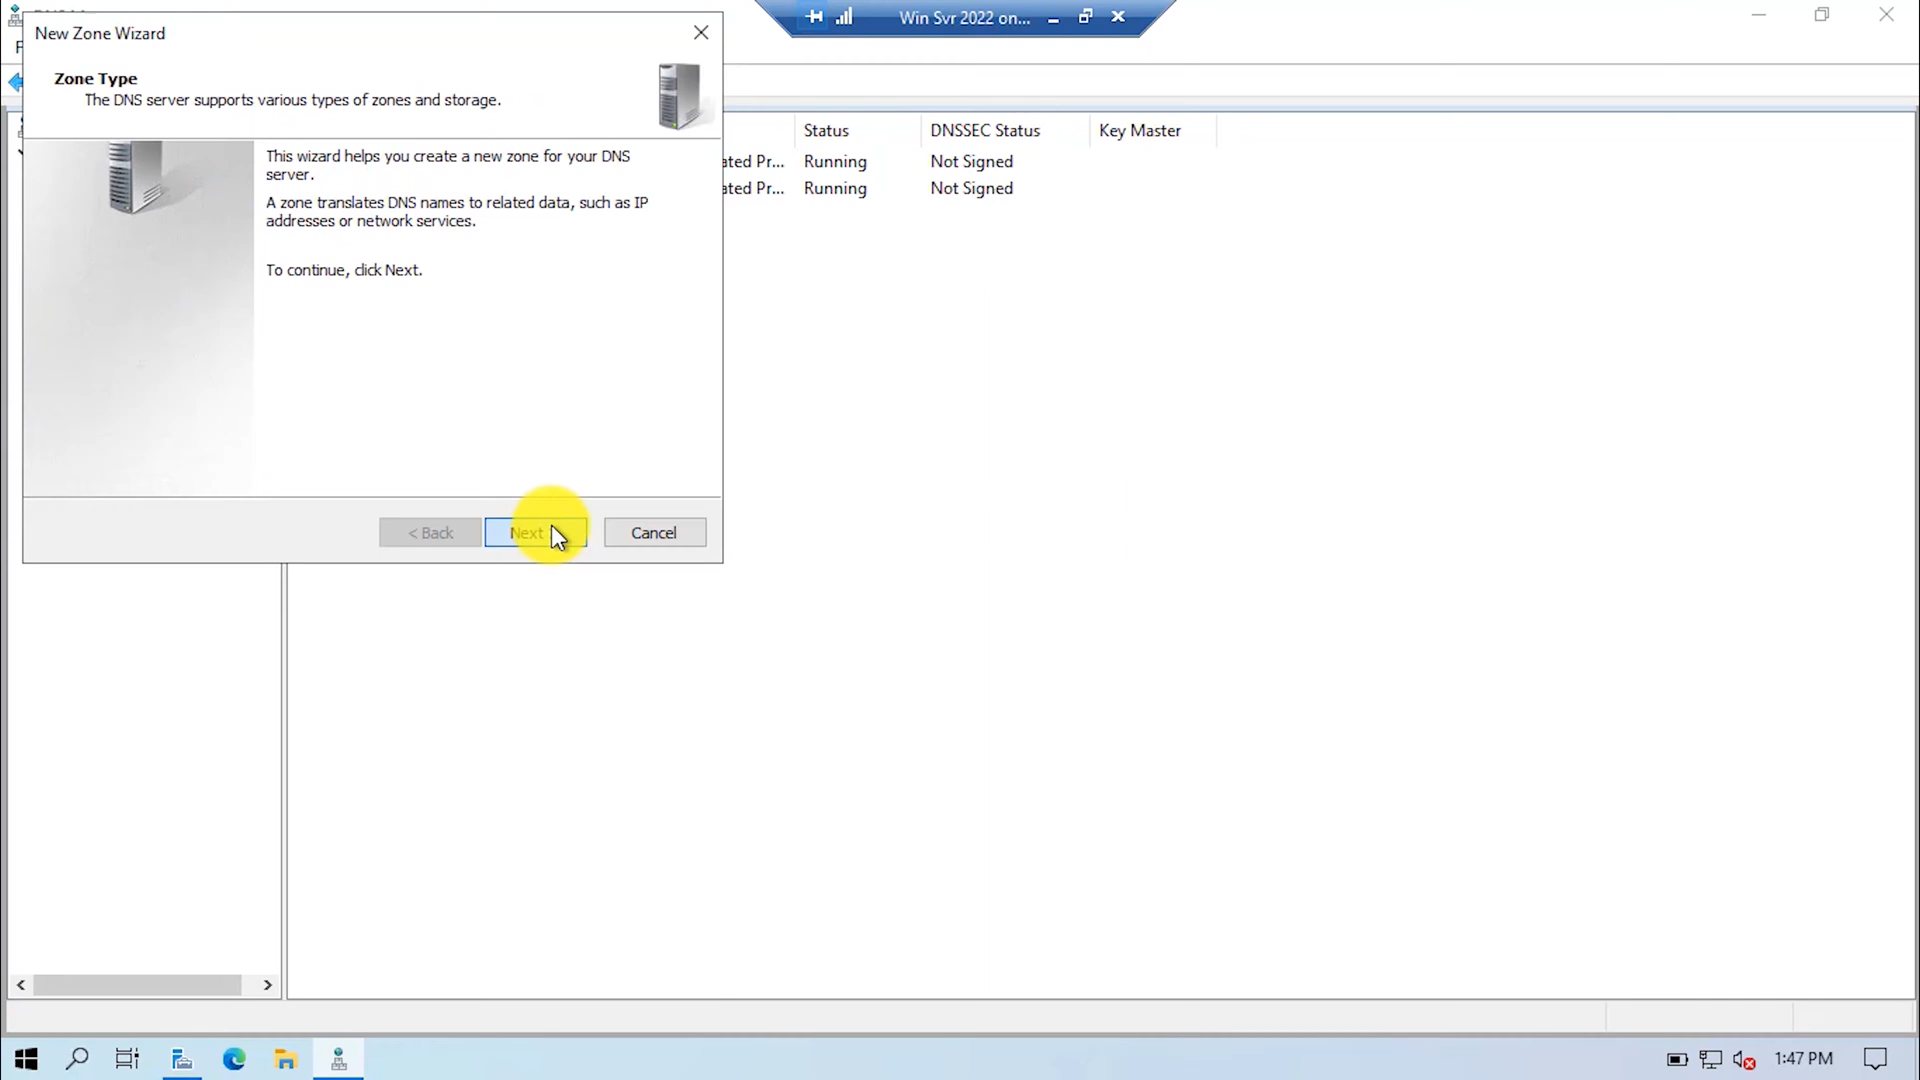 Win Svr 2022 on...
New Zone Wizard
Zone Type
The DNS server supports various types of zones and storage.
This wizard helps you create a new zone for your DNS
server.
A zone translates DNS names to related data, such as IP
addresses or network services.
To continue, click Next.
< Back
Next
Cancel
Status
DNSSEC Status
Key Master
ated Pr...
Running
Not Signed
ated Pr...
Running
Not Signed
1:47 PM